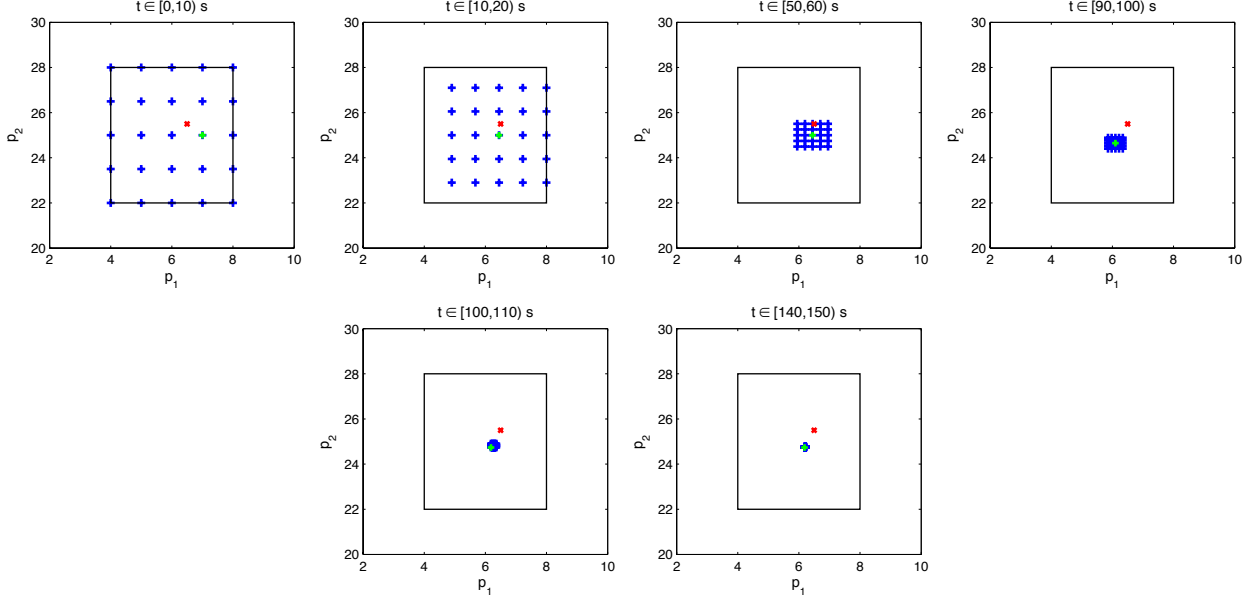 t ∈ [0,10) s
t ∈ [10,20) s
t ∈ [50,60) s
t ∈ [90,100) s
30
28
26
24
22
20
p₂
2 4 6 8 10
p₁
30
28
26
24
22
20
p₂
2 4 6 8 10
p₁
30
28
26
24
22
20
p₂
2 4 6 8 10
p₁
30
28
26
24
22
20
p₂
2 4 6 8 10
p₁
t ∈ [100,110) s
t ∈ [140,150) s
30
28
26
24
22
20
p₂
2 4 6 8 10
p₁
30
28
26
24
22
20
p₂
2 4 6 8 10
p₁